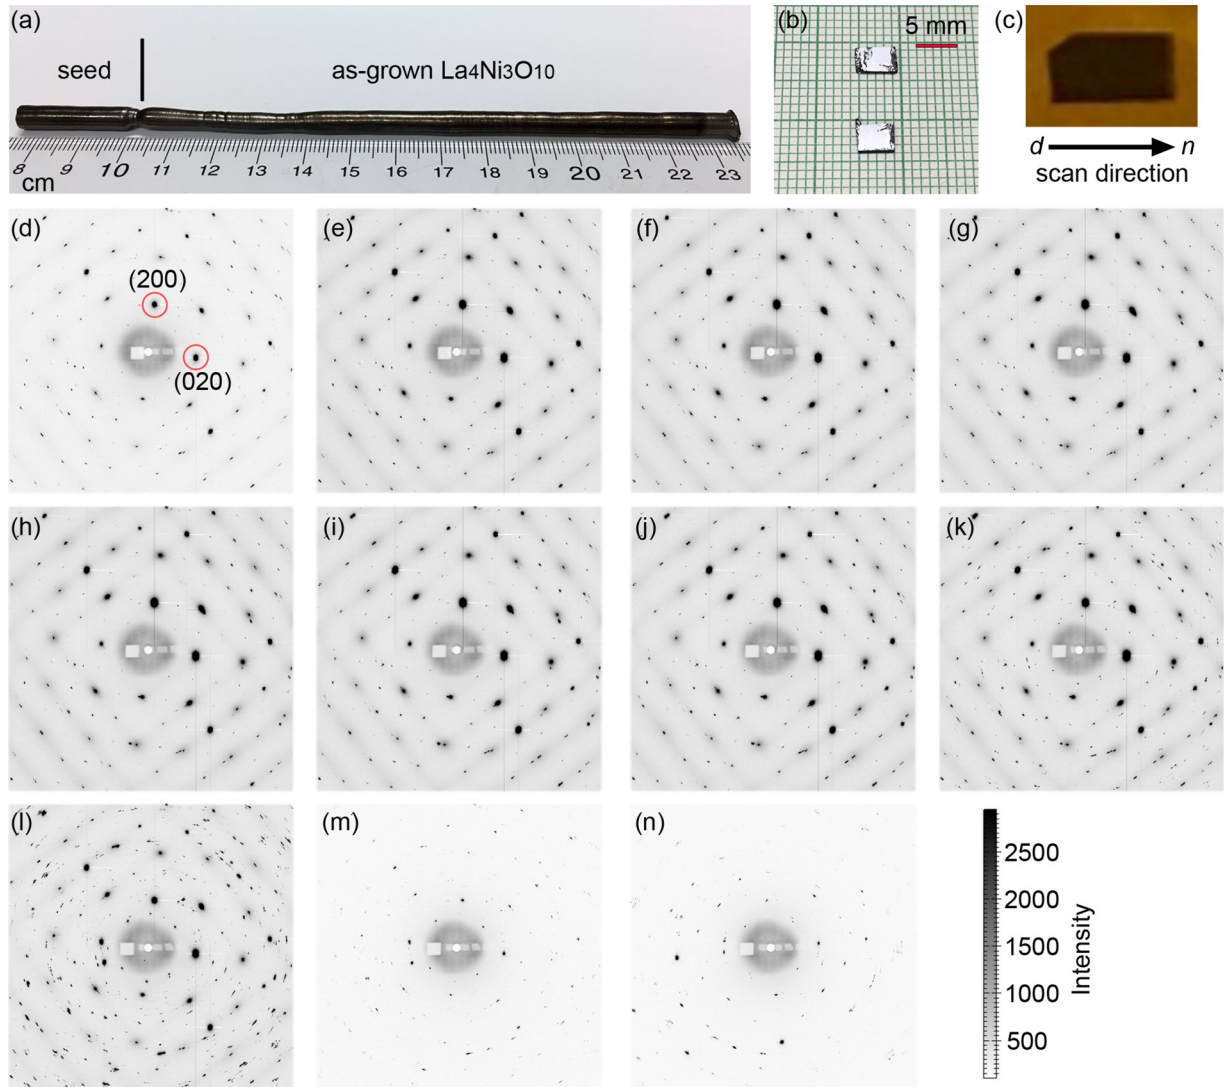 (a)
seed
as-grown La4Ni3O10
8 9 10 11 12 13 14 15 16 17 18 19 20 21 22 23
cm
(b)
5 mm
(c)
d n
scan direction
(d)
(200)
(020)
(e)
(f)
(g)
(h)
(i)
(j)
(k)
(l)
(m)
(n)
2500
2000
1500
1000
500
Intensity